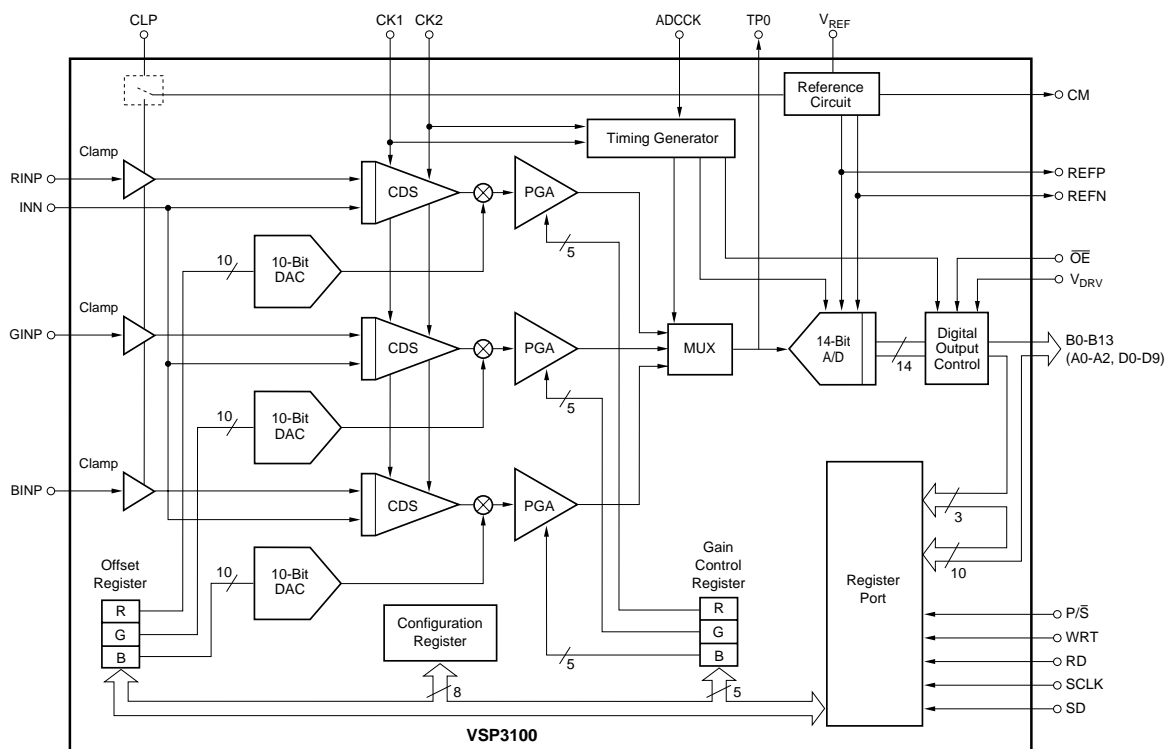 CLP
CK1
CK2
ADCCK
TP0
VREF
Reference
Circuit
CM
Timing Generator
Clamp
RINP
INN
CDS
PGA
REFP
REFN
5
10
10-Bit
DAC
OE
VDRV
Clamp
GINP
CDS
PGA
MUX
14-Bit
A/D
14
Digital
Output
Control
B0-B13
(A0-A2, D0-D9)
5
10
10-Bit
DAC
Clamp
BINP
CDS
PGA
3
10
Offset
Register
10
10-Bit
DAC
Gain
Control
Register
Register
Port
R
G
B
Configuration
Register
5
R
G
B
P/S̅
WRT
RD
SCLK
SD
8
5
VSP3100